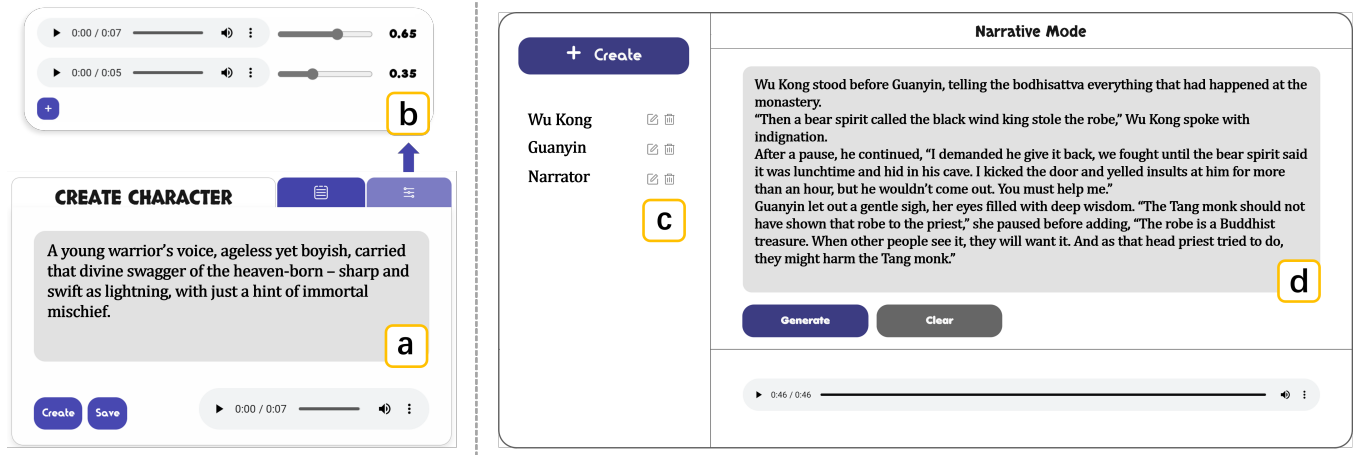 0:00 / 0:07
0.65
0:00 / 0:05
0.35
+
b
CREATE CHARACTER
A young warrior’s voice, ageless yet boyish, carried
that divine swagger of the heaven-born – sharp and
swift as lightning, with just a hint of immortal
mischief.
a
Create
Save
0:00 / 0:07
+ Create
Wu Kong
Guanyin
Narrator
c
Narrative Mode
Wu Kong stood before Guanyin, telling the bodhisattva everything that had happened at the
monastery.
“Then a bear spirit called the black wind king stole the robe,” Wu Kong spoke with
indignation.
After a pause, he continued, “I demanded he give it back, we fought until the bear spirit said
it was lunchtime and hid in his cave. I kicked the door and yelled insults at him for more
than an hour, but he wouldn’t come out. You must help me.”
Guanyin let out a gentle sigh, her eyes filled with deep wisdom. “The Tang monk should not
have shown that robe to the priest,” she paused before adding, “The robe is a Buddhist
treasure. When other people see it, they will want it. And as that head priest tried to do,
they might harm the Tang monk.”
d
Generate
Clear
0:46 / 0:46